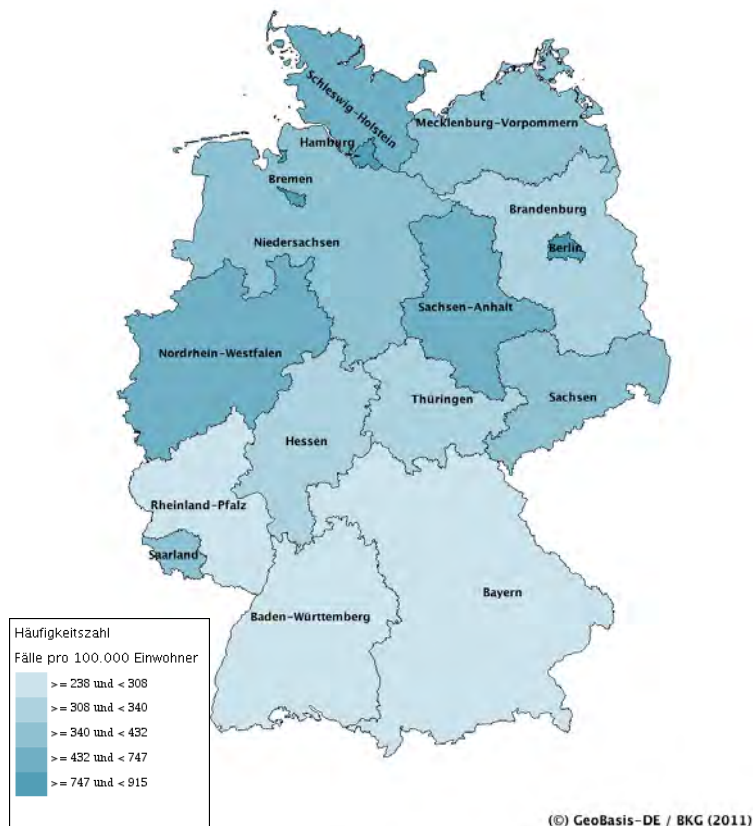 Schleswig-Holstein
Mecklenburg-Vorpommern
Hamburg
Bremen
Brandenburg
Niedersachsen
Berlin
Sachsen-Anhalt
Nordrhein-Westfalen
Thüringen
Sachsen
Hessen
Rheinland-Pfalz
Saarland
Bayern
Baden-Württemberg
Häufigkeitszahl
Fälle pro 100.000 Einwohner
>= 238 und < 308
>= 308 und < 340
>= 340 und < 432
>= 432 und < 747
>= 747 und < 915
(c) GeoBasis-DE / BKG (2011)